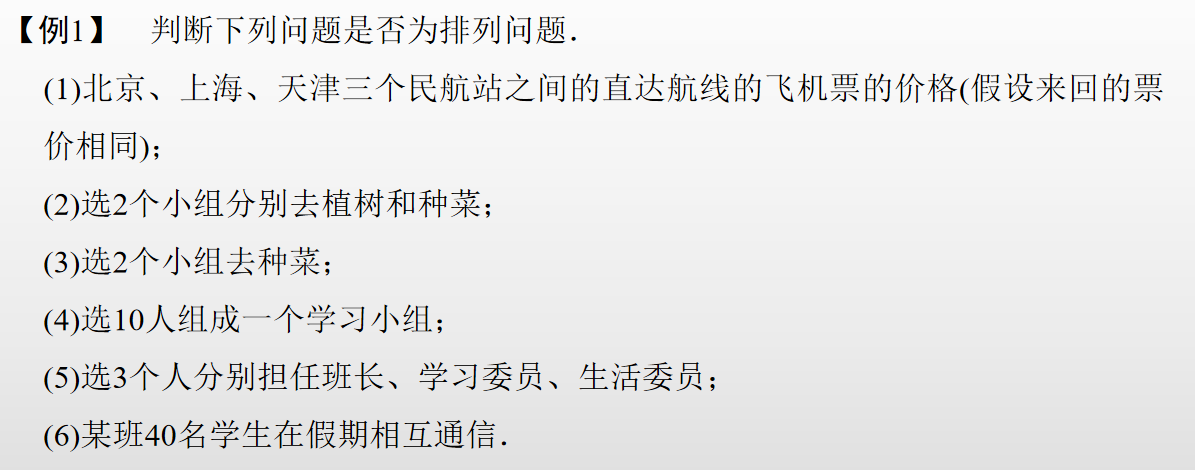 【例1】 判断下列问题是否为排列问题．
(1)北京、上海、天津三个民航站之间的直达航线的飞机票的价格(假设来回的票
价相同)；
(2)选2个小组分别去植树和种菜；
(3)选2个小组去种菜；
(4)选10人组成一个学习小组；
(5)选3个人分别担任班长、学习委员、生活委员；
(6)某班40名学生在假期相互通信．